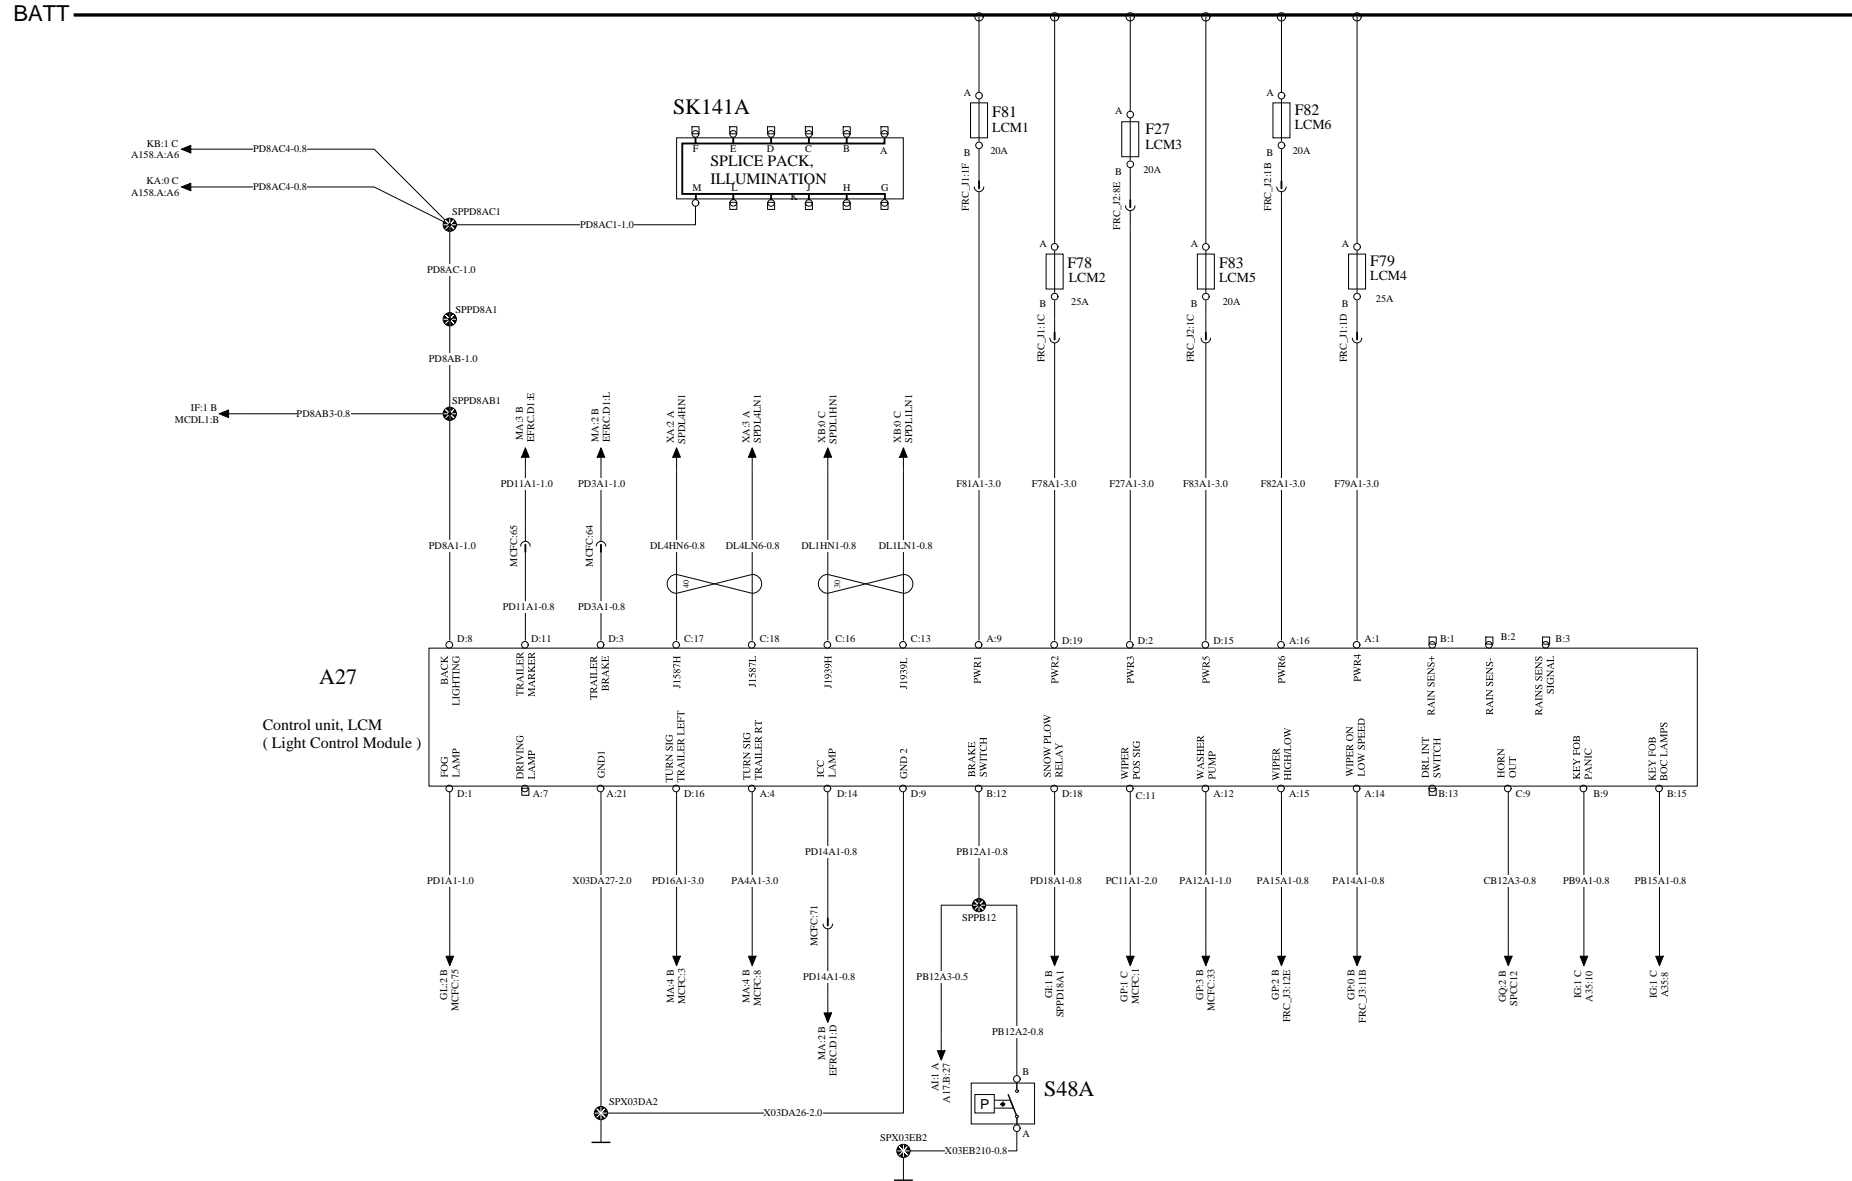 BATT
SK141A
F
E
D
C
B
A
SPLICE PACK,
ILLUMINATION
M
L
J
K
H
G
KB:1 C
A158.A:A6
PD8AC4-0.8
KA:0 C
A158.A:A6
PD8AC4-0.8
SPPD8AC1
PD8AC1-1.0
PD8AC-1.0
SPPD8A1
PD8AB-1.0
SPPD8AB1
IF:1 B
MCDL1:B
PD8AB3-0.8
A
F81
LCM1
B
20A
FRC_J1:1F
A
F27
LCM3
B
20A
FRC_J2:8E
A
F82
LCM6
B
20A
FRC_J2:1B
A
F78
LCM2
B
25A
FRC_J1:1C
A
F83
LCM5
B
20A
FRC_J2:1C
A
F79
LCM4
B
25A
FRC_J1:1D
MA:3 B
EFRC.D1:E
MA:2 B
EFRC.D1:L
XA:2 A
SPDL4HN1
XA:3 A
SPDL4LN1
XB:0 C
SPDL1HN1
XB:0 C
SPDL1LN1
PD11A1-1.0
PD3A1-1.0
F81A1-3.0
F78A1-3.0
F27A1-3.0
F83A1-3.0
F82A1-3.0
F79A1-3.0
PD8A1-1.0
MCFC:65
MCFC:64
DL4HN6-0.8
DL4LN6-0.8
DL1HN1-0.8
DL1LN1-0.8
40
30
PD11A1-0.8
PD3A1-0.8
D:8
D:11
D:3
C:17
C:18
C:16
C:13
A:9
D:19
D:2
D:15
A:16
A:1
B:1
B:2
B:3
A27
Control unit, LCM
( Light Control Module )
BACK
LIGHTING
TRAILER
MARKER
TRAILER
BRAKE
J1587H
J1587L
J1939H
J1939L
PWR1
PWR2
PWR3
PWR5
PWR6
PWR4
RAIN SENS+
RAIN SENS-
RAINS SENS
SIGNAL
FOG
LAMP
DRIVING
LAMP
GND1
TURN SIG
TRAILER LEFT
TURN SIG
TRAILER RT
ICC
LAMP
GND 2
BRAKE
SWITCH
SNOW PLOW
RELAY
WIPER
POS SIG
WASHER
PUMP
WIPER
HIGH/LOW
WIPER ON
LOW SPEED
DRL INT
SWITCH
HORN
OUT
KEY FOB
PANIC
KEY FOB
BOC LAMPS
D:1
A:7
A:21
D:16
A:4
D:14
D:9
B:12
D:18
C:11
A:12
A:15
A:14
B:13
C:9
B:9
B:15
PD14A1-0.8
PB12A1-0.8
PD1A1-1.0
X03DA27-2.0
PD16A1-3.0
PA4A1-3.0
PD18A1-0.8
PC11A1-2.0
PA12A1-1.0
PA15A1-0.8
PA14A1-0.8
CB12A3-0.8
PB9A1-0.8
PB15A1-0.8
MCFC:71
SPPB12
PD14A1-0.8
PB12A3-0.5
GL:2 B
MCFC:75
MA:4 B
MCFC:3
MA:4 B
MCFC:8
GI:1 B
SPPD18A1
GP:1 C
MCFC:1
GP:3 B
MCFC:33
GP:2 B
FRC_J3:12E
GP:0 B
FRC_J3:11B
GQ:2 B
SPCC12
IG:1 C
A35:10
IG:1 C
A35:8
MA:2 B
EFRC.D1:D
PB12A2-0.8
AI:1 A
A17.B:27
B
S48A
P
A
SPX03DA2
X03DA26-2.0
SPX03EB2
X03EB210-0.8